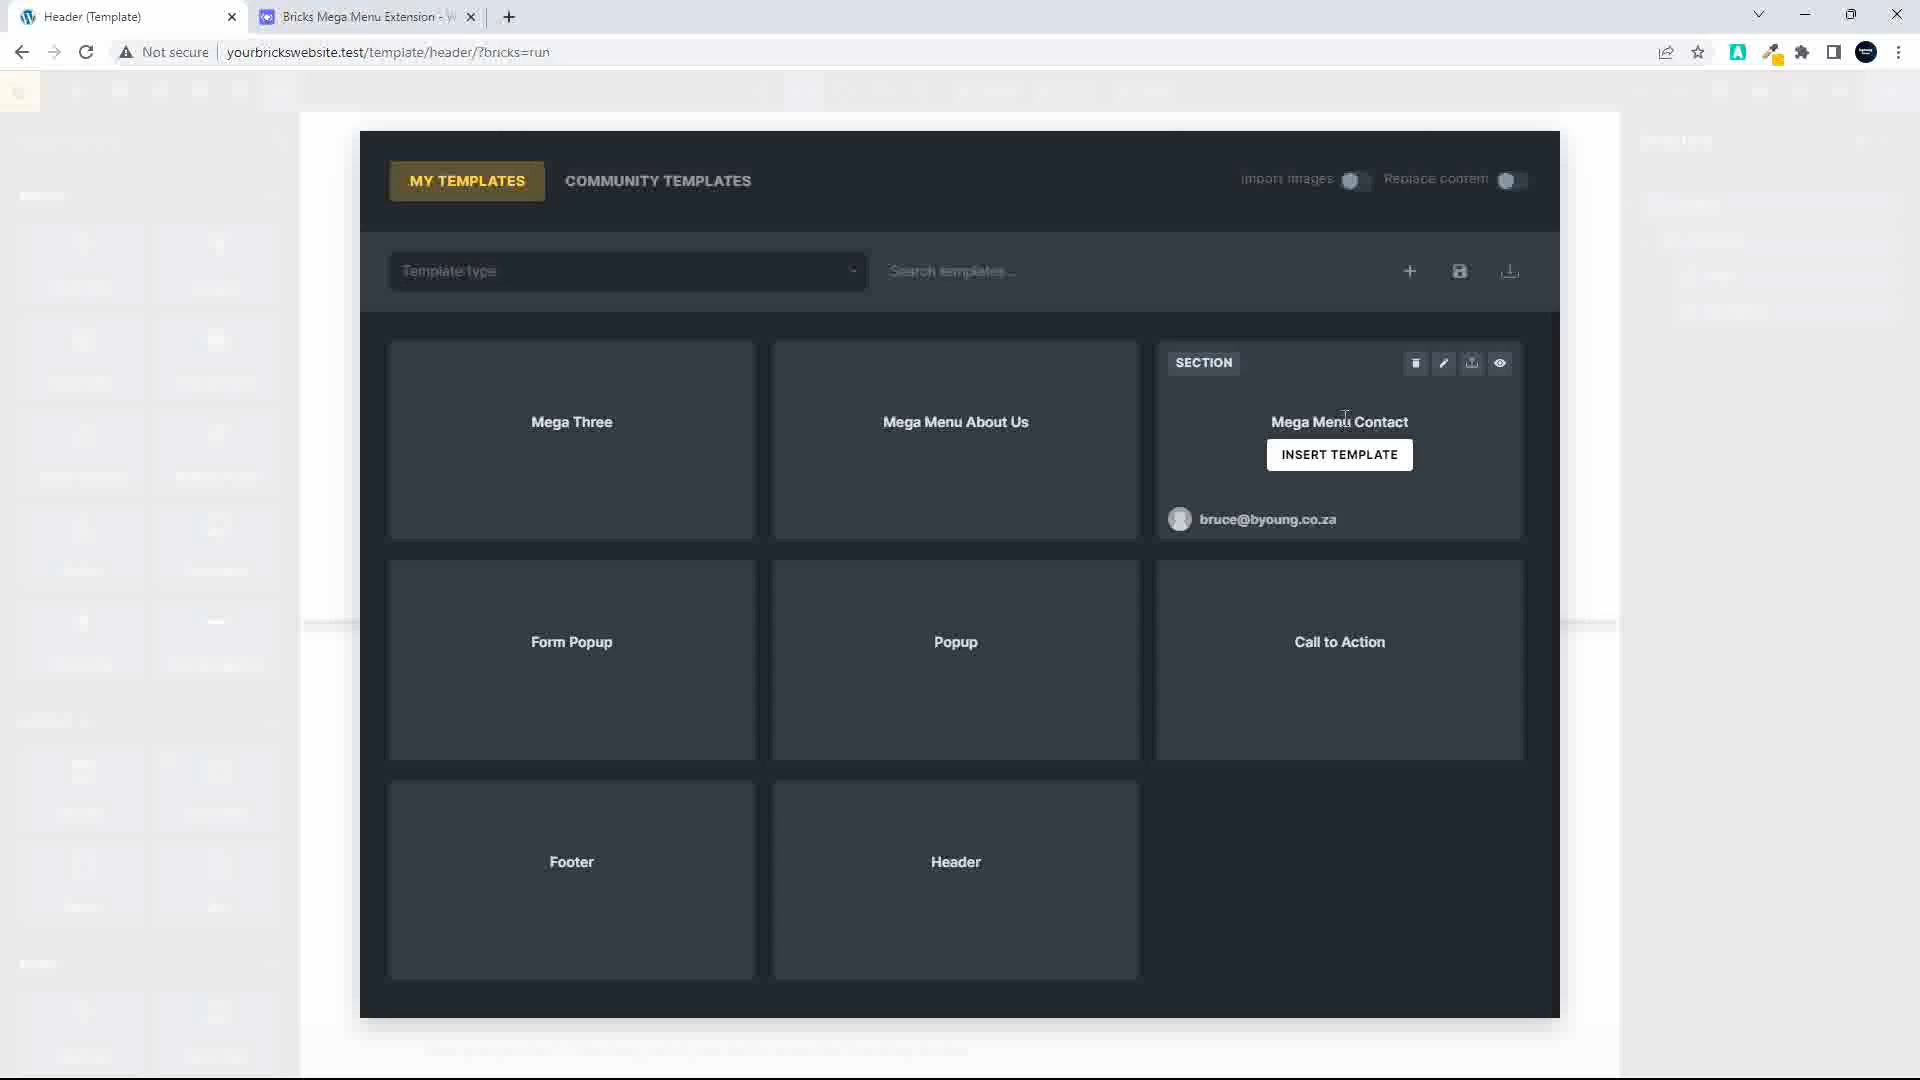 Header (Template)
Bricks Mega Menu Extension - W
Not secure
yourbrickswebsite.test/template/header/?bricks=run
MY TEMPLATES
COMMUNITY TEMPLATES
Import images
Replace content
Template type
Search templates...
Mega Three
Mega Menu About Us
SECTION
Mega Menu Contact
INSERT TEMPLATE
bruce@byoung.co.za
Form Popup
Popup
Call to Action
Footer
Header